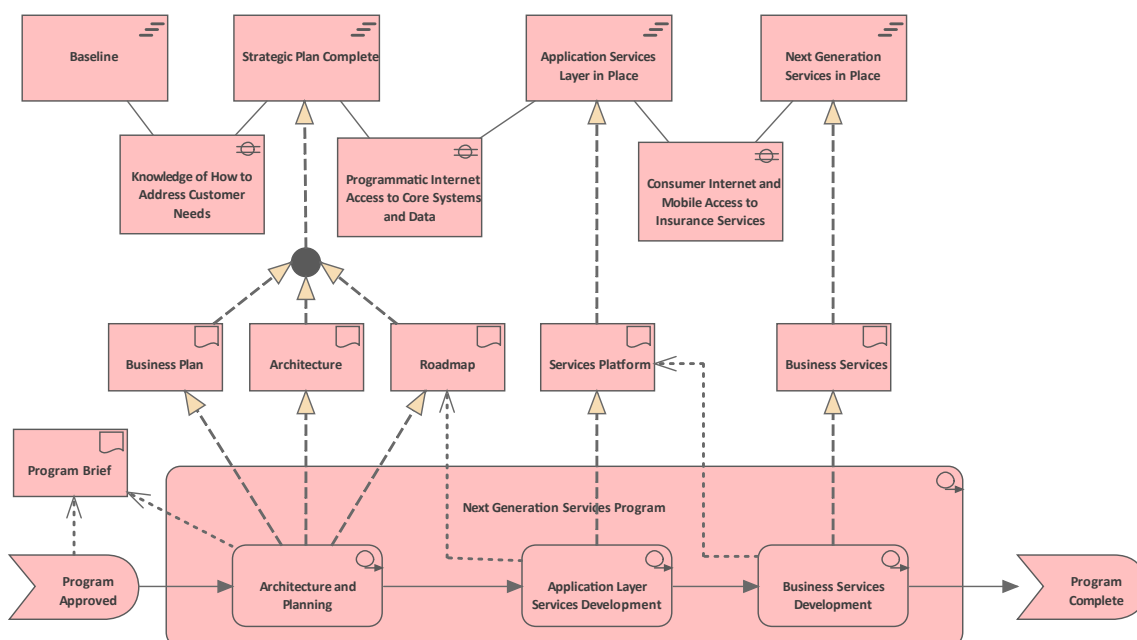 Baseline
Strategic Plan Complete
Application Services
Layer in Place
Next Generation
Services in Place
Knowledge of How to
Address Customer
Needs
Programmatic Internet
Access to Core Systems
and Data
Consumer Internet and
Mobile Access to
Insurance Services
Business Plan
Architecture
Roadmap
Services Platform
Business Services
Program Brief
Next Generation Services Program
Program
Approved
Architecture and
Planning
Application Layer
Services Development
Business Services
Development
Program
Complete